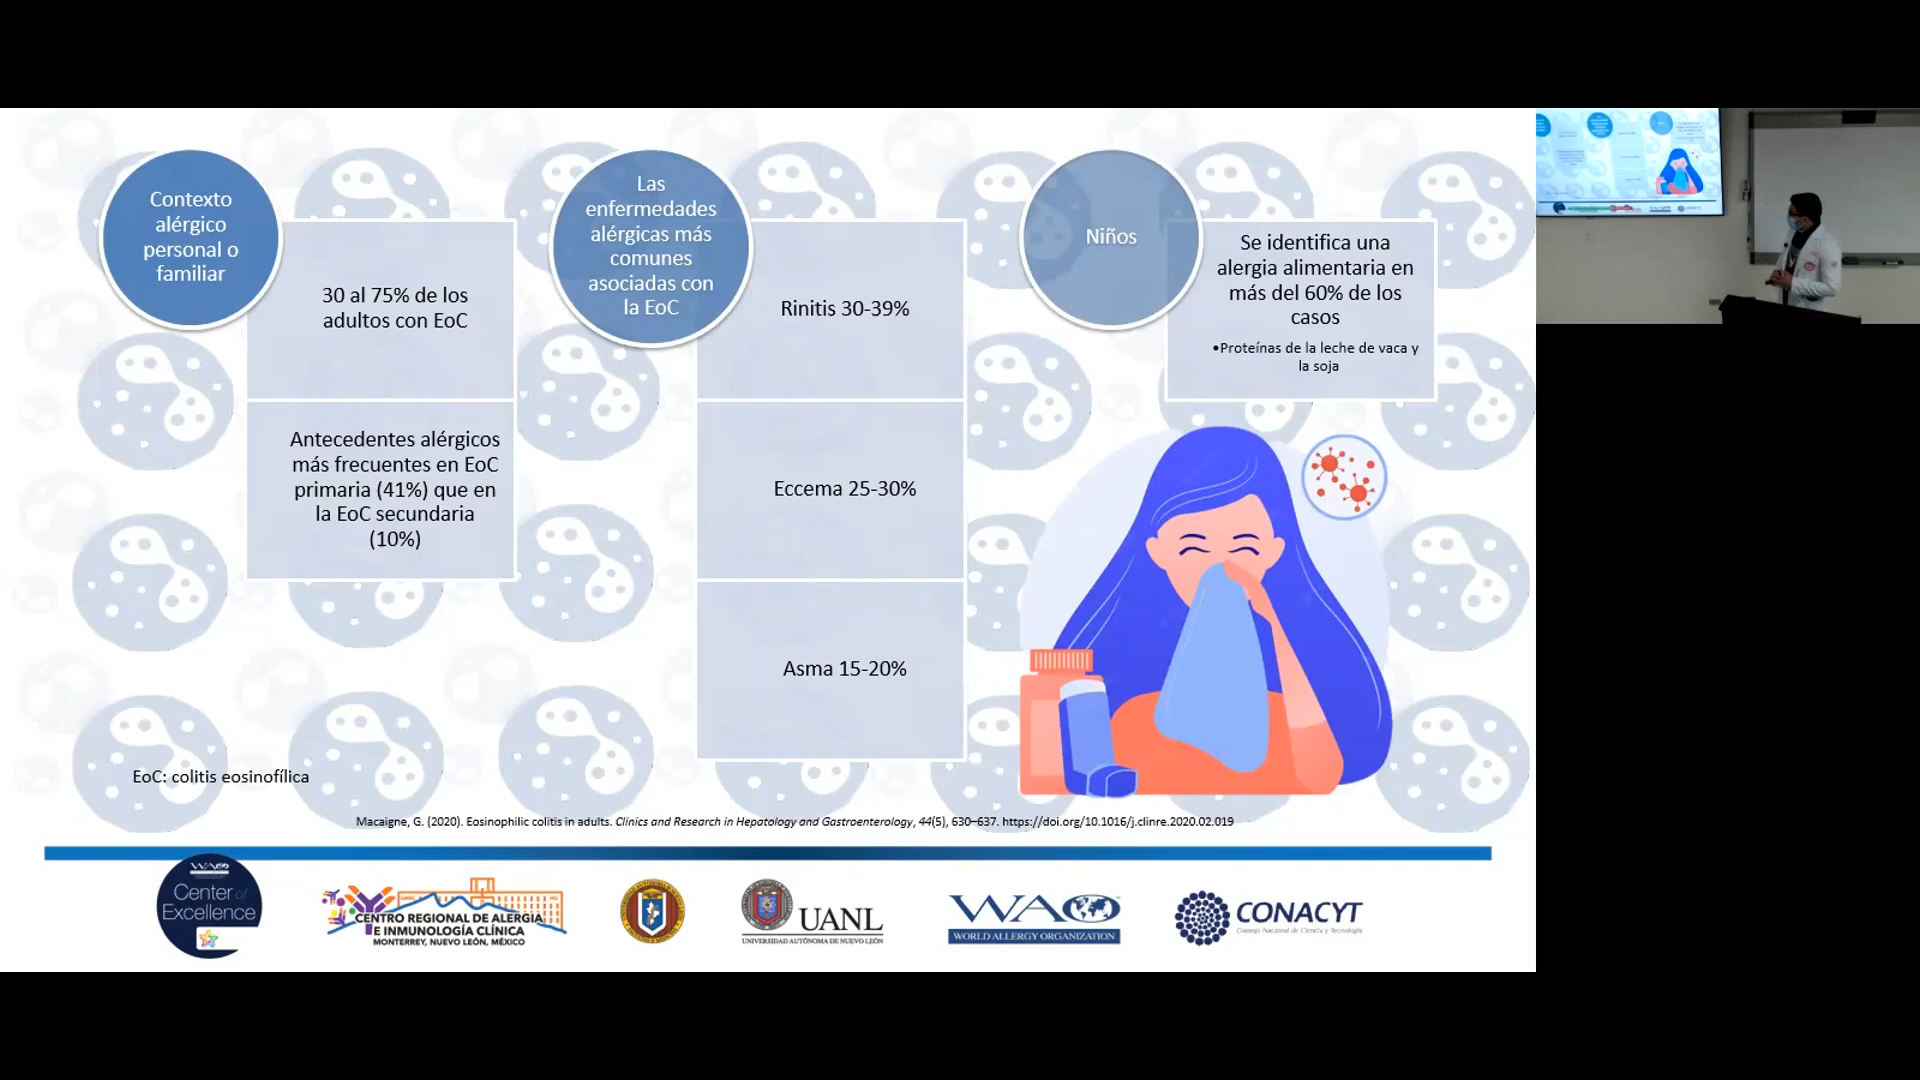 Contexto
alérgico
personal o
familiar
30 al 75% de los
adultos con EoC
Antecedentes alérgicos
más frecuentes en EoC
primaria (41%) que en
la EoC secundaria
(10%)
Las
enfermedades
alérgicas más
comunes
asociadas con
la EoC
Rinitis 30-39%
Eccema 25-30%
Asma 15-20%
Niños
Se identifica una
alergia alimentaria en
más del 60% de los
casos
•Proteínas de la leche de vaca y
la soja
EoC: colitis eosinofílica
Macaigne, G. (2020). Eosinophilic colitis in adults. Clinics and Research in Hepatology and Gastroenterology, 44(5), 630–637. https://doi.org/10.1016/j.clinre.2020.02.019
WAO
Center of
Excellence
CENTRO REGIONAL DE ALERGIA
E INMUNOLOGÍA CLÍNICA
MONTERREY, NUEVO LEÓN, MÉXICO
UANL
UNIVERSIDAD AUTÓNOMA DE NUEVO LEÓN
WAO
WORLD ALLERGY ORGANIZATION
CONACYT
Consejo Nacional de Ciencia y Tecnología